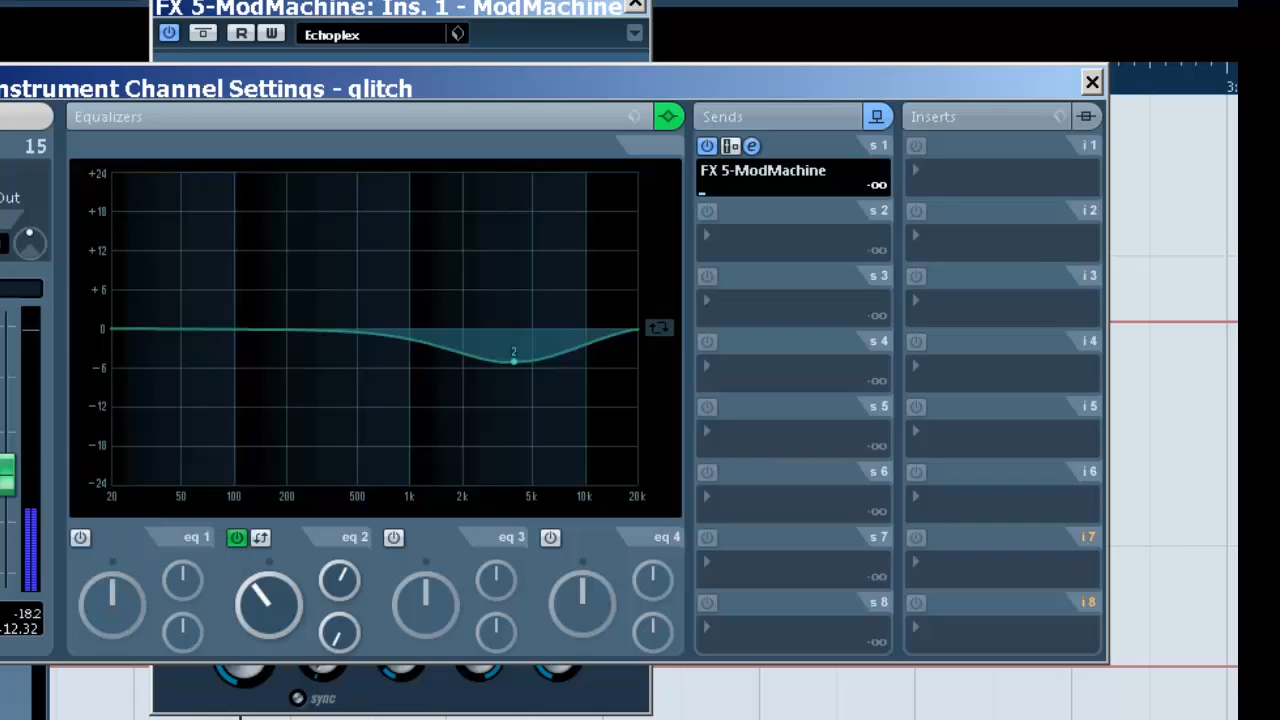 FX 5-ModMachine: Ins. 1 - ModMachine
R W Echoplex
nstrument Channel Settings - glitch
3:
Equalizers
Sends
Inserts
15
Out
+24
+18
+12
+6
0
-6
-12
-18
-24
2
20 50 100 200 500 1k 2k 5k 10k 20k
s 1
FX 5-ModMachine
-oo
s 2
-oo
s 3
-oo
s 4
-oo
s 5
-oo
s 6
-oo
s 7
-oo
s 8
-oo
i 1
i 2
i 3
i 4
i 5
i 6
i 7
i 8
eq 1
eq 2
eq 3
eq 4
-18.2
-12.32
sync